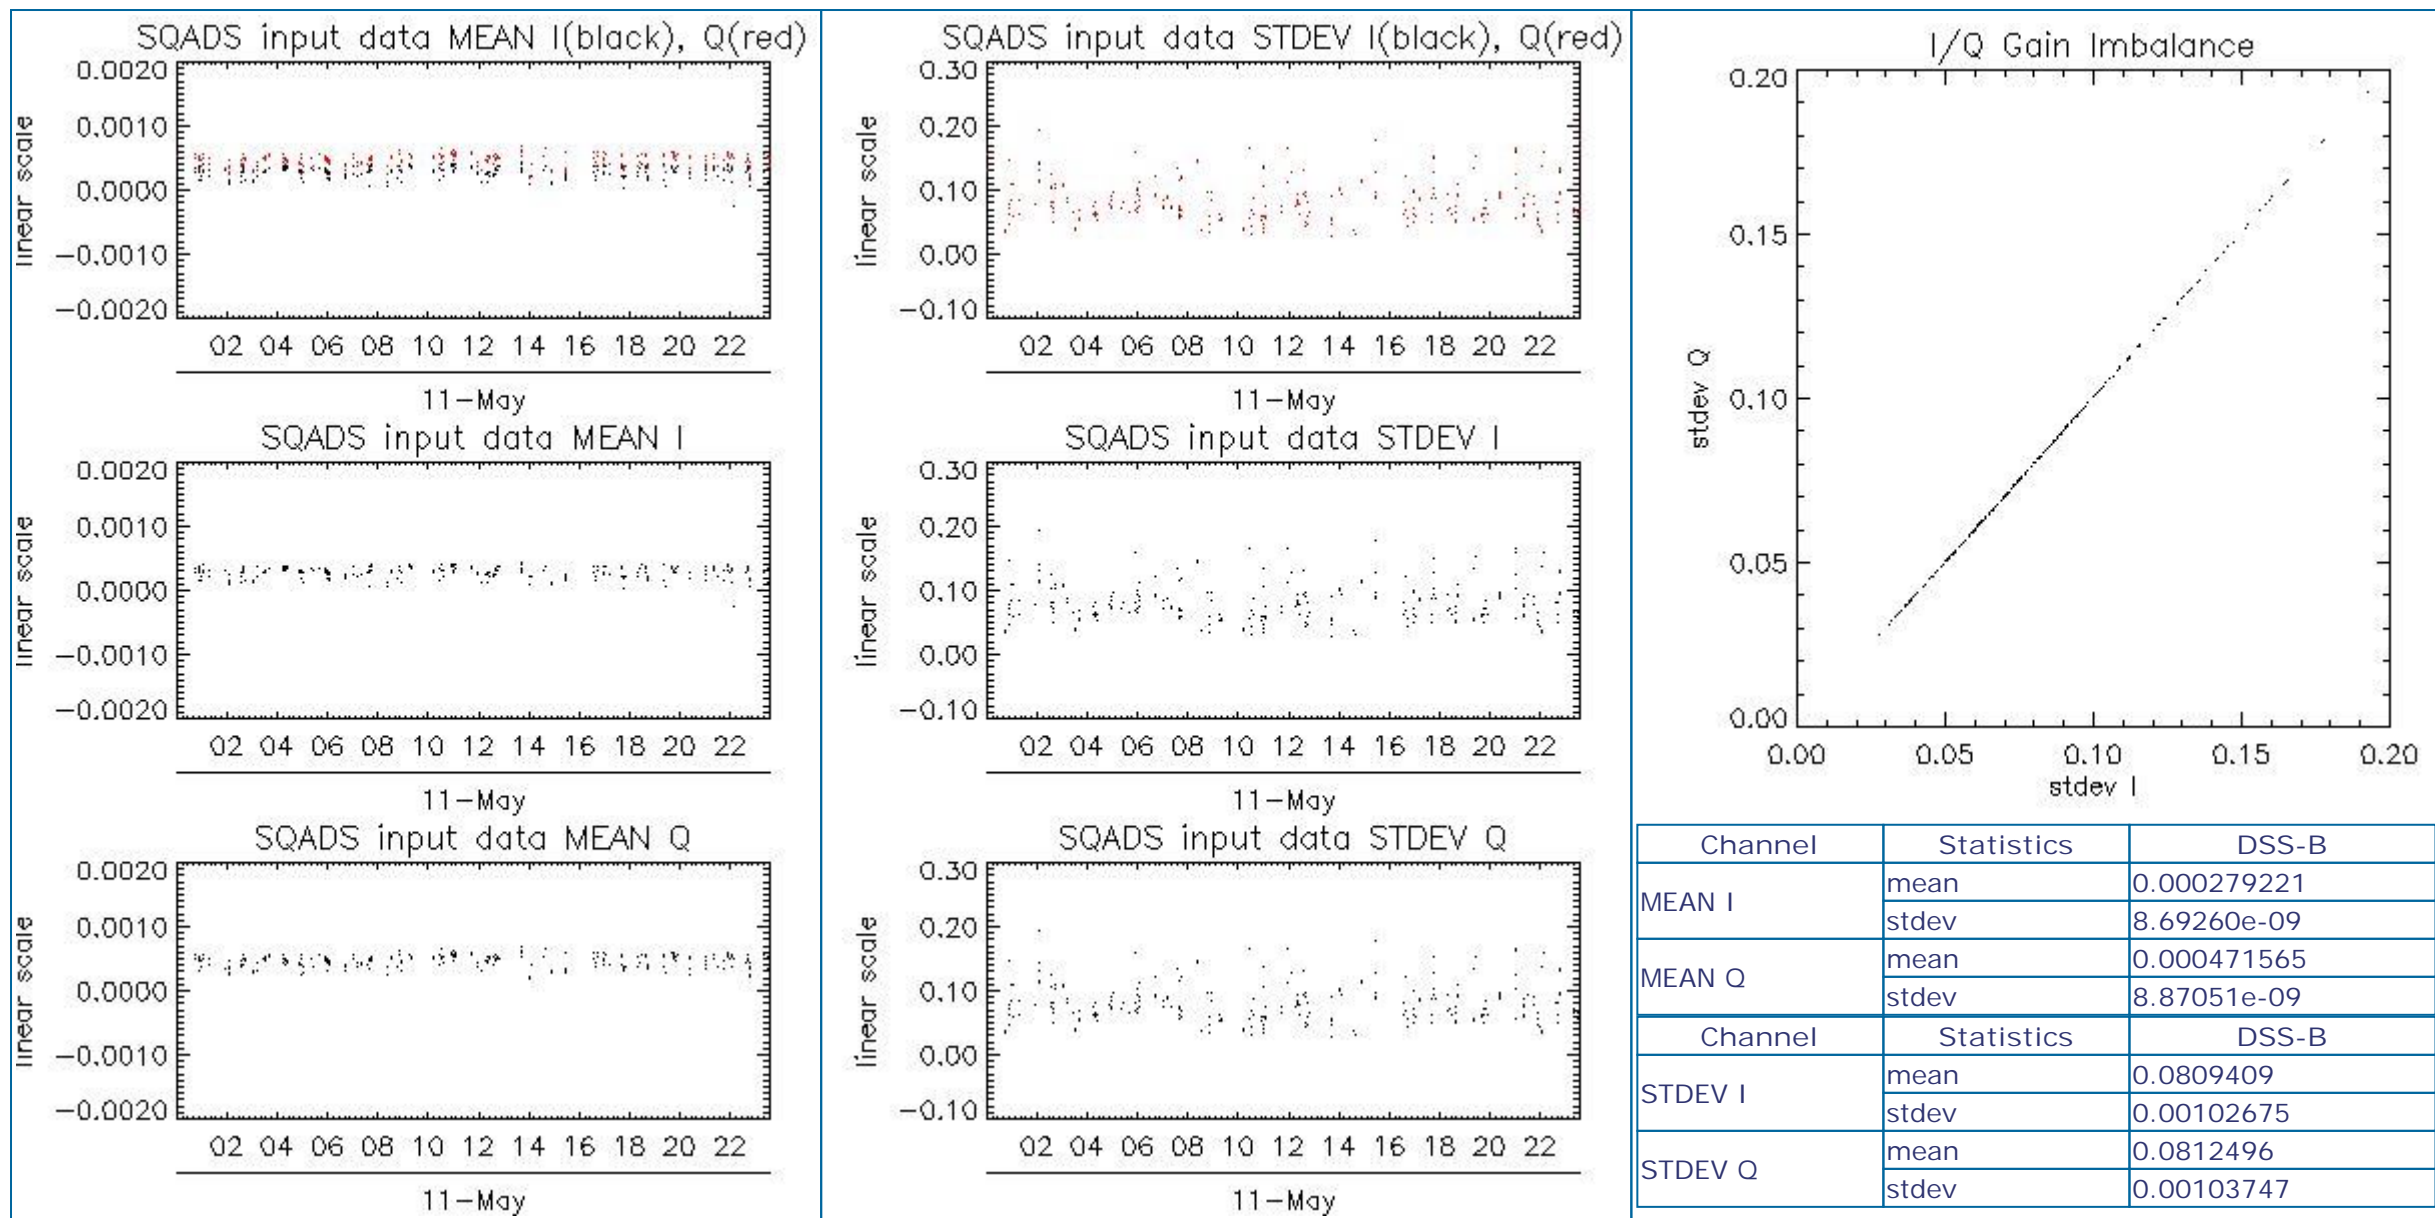 SQADS input data MEAN I(black), Q(red)
0.0020
0.0010
0.0000
-0.0010
-0.0020
linear scale
02 04 06 08 10 12 14 16 18 20 22
11-May
SQADS input data MEAN I
0.0020
0.0010
0.0000
-0.0010
-0.0020
linear scale
02 04 06 08 10 12 14 16 18 20 22
11-May
SQADS input data MEAN Q
0.0020
0.0010
0.0000
-0.0010
-0.0020
linear scale
02 04 06 08 10 12 14 16 18 20 22
11-May
SQADS input data STDEV I(black), Q(red)
0.30
0.20
0.10
0.00
-0.10
linear scale
02 04 06 08 10 12 14 16 18 20 22
11-May
SQADS input data STDEV I
0.30
0.20
0.10
0.00
-0.10
linear scale
02 04 06 08 10 12 14 16 18 20 22
11-May
SQADS input data STDEV Q
0.30
0.20
0.10
0.00
-0.10
linear scale
02 04 06 08 10 12 14 16 18 20 22
11-May
I/Q Gain Imbalance
0.20
0.15
0.10
0.05
0.00
stdev Q
0.00 0.05 0.10 0.15 0.20
stdev I
Channel Statistics DSS-B
MEAN I mean 0.000279221
stdev 8.69260e-09
MEAN Q mean 0.000471565
stdev 8.87051e-09
Channel Statistics DSS-B
STDEV I mean 0.0809409
stdev 0.00102675
STDEV Q mean 0.0812496
stdev 0.00103747